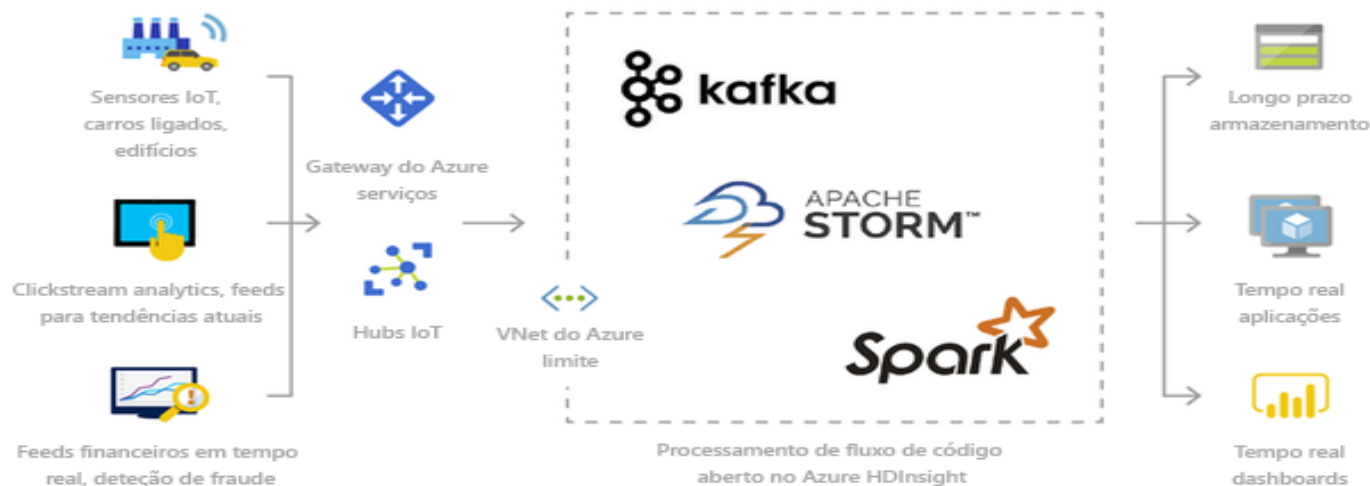 Sensores IoT,
carros ligados,
edifícios
Clickstream analytics, feeds
para tendências atuais
Feeds financeiros em tempo
real, deteção de fraude
Gateway do Azure
serviços
Hubs IoT
VNet do Azure
limite
kafka
APACHE
STORM™
Spark
Processamento de fluxo de código
aberto no Azure HDInsight
Longo prazo
armazenamento
Tempo real
aplicações
Tempo real
dashboards